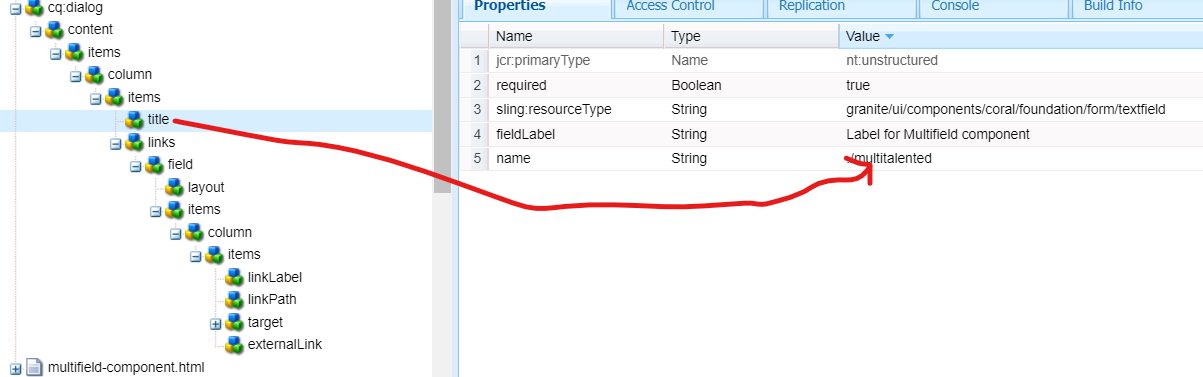 cq:dialog
content
items
column
items
title
links
field
layout
items
column
items
linkLabel
linkPath
target
externalLink
multifield-component.html
Properties Access Control Replication Console Build Info
Name Type Value
1 jcr:primaryType Name nt:unstructured
2 required Boolean true
3 sling:resourceType String granite/ui/components/coral/foundation/form/textfield
4 fieldLabel String Label for Multifield component
5 name String ./multitalented